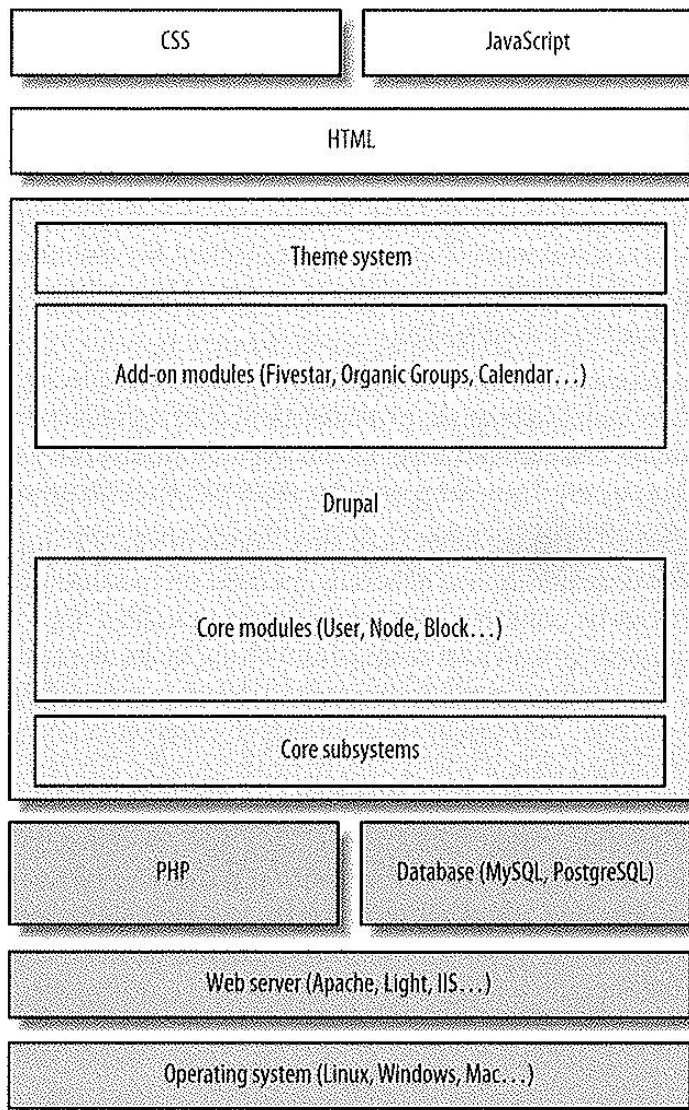 CSS
JavaScript
HTML
Theme system
Add-on modules (Fivestar, Organic Groups, Calendar…)
Drupal
Core modules (User, Node, Block…)
Core subsystems
PHP
Database (MySQL, PostgreSQL)
Web server (Apache, Light, IIS…)
Operating system (Linux, Windows, Mac…)